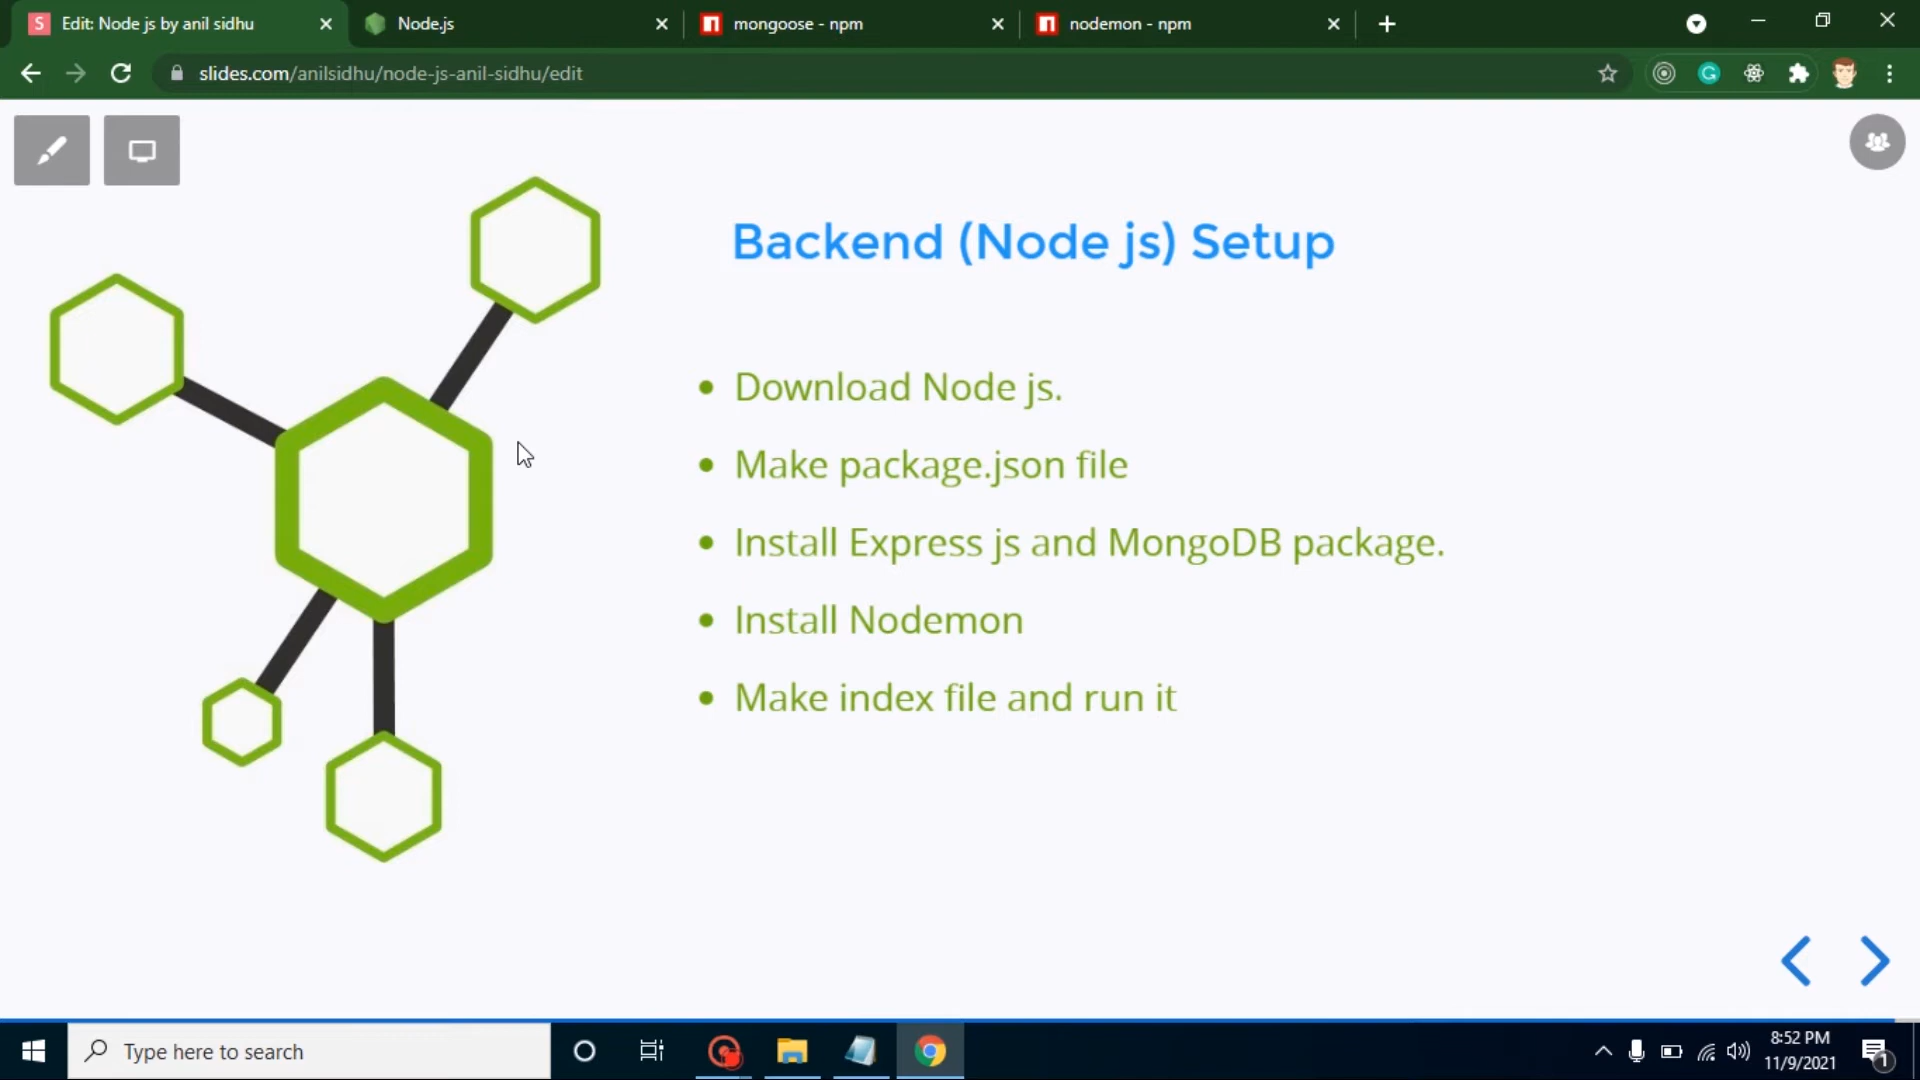 Edit: Node js by anil sidhu
Node.js
mongoose - npm
nodemon - npm
slides.com/anilsidhu/node-js-anil-sidhu/edit
Backend (Node js) Setup
Download Node js.
Make package.json file
Install Express js and MongoDB package.
Install Nodemon
Make index file and run it
Type here to search
8:52 PM
11/9/2021
1